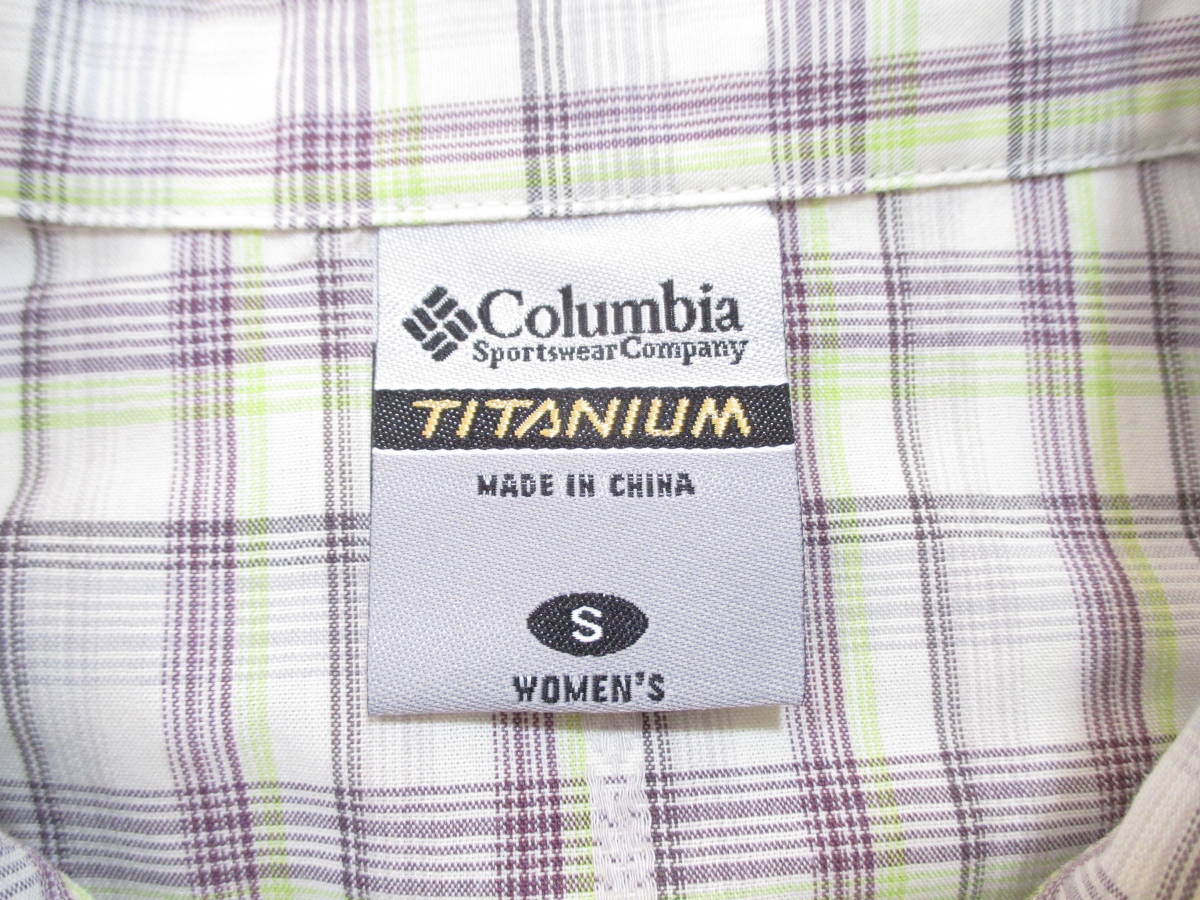 Columbia
Sportswear Company
TITANIUM
MADE IN CHINA
S
WOMEN'S